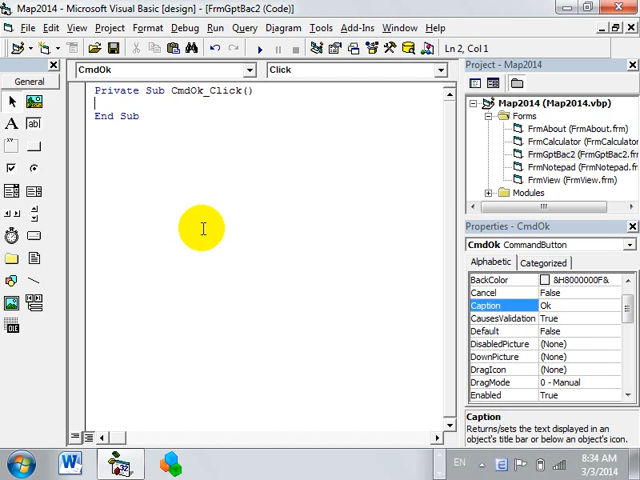 Map2014 - Microsoft Visual Basic [design] - [FrmGptBac2 (Code)]
File Edit View Project Format Debug Run Query Diagram Tools Add-Ins Window Help
Ln 2, Col 1
General
CmdOk Click
Private Sub CmdOk_Click()
End Sub
Project - Map2014
Map2014 (Map2014.vbp)
Forms
FrmAbout (FrmAbout.frm)
FrmCalculator (FrmCalculator.
FrmGptBac2 (FrmGptBac2.fr
FrmNotepad (FrmNotepad.fr
FrmView (FrmView.frm)
Modules
Properties - CmdOk
CmdOk CommandButton
Alphabetic Categorized
BackColor &H8000000F&
Cancel False
Caption Ok
CausesValidation True
Default False
DisabledPicture (None)
DownPicture (None)
DragIcon (None)
DragMode 0 - Manual
Enabled True
Caption
Returns/sets the text displayed in an
object's title bar or below an object's icon.
EN
8:34 AM
3/3/2014